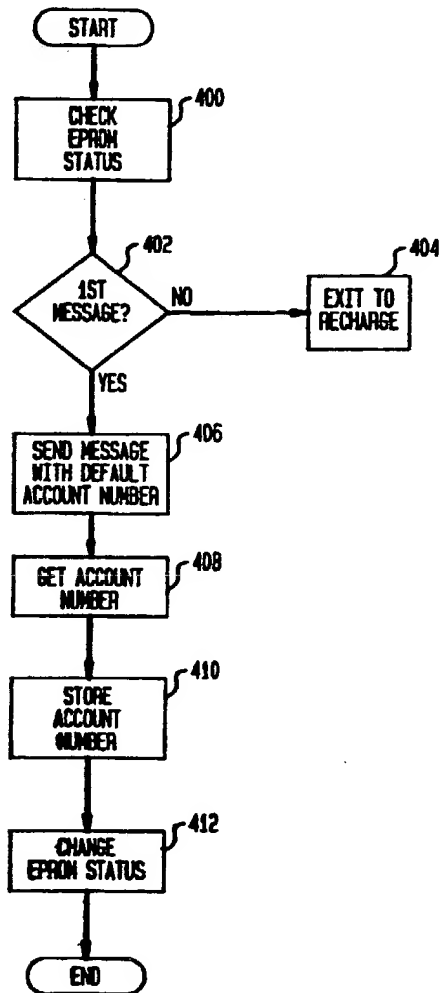 START
400
CHECK
EPROM
STATUS
402
1ST
MESSAGE?
NO
404
EXIT TO
RECHARGE
YES
406
SEND MESSAGE
WITH DEFAULT
ACCOUNT NUMBER
408
GET ACCOUNT
NUMBER
410
STORE
ACCOUNT
NUMBER
412
CHANGE
EPROM STATUS
END